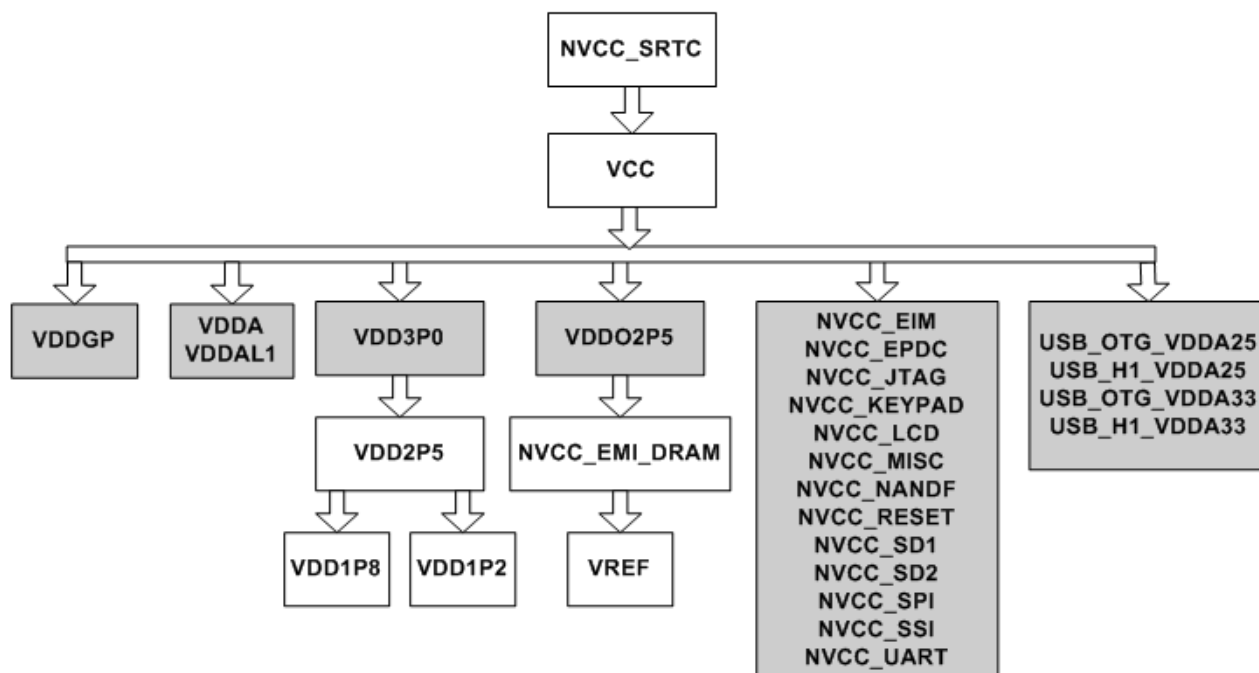 NVCC_SRTC
VCC
VDDGP
VDDA
VDDAL1
VDD3P0
VDDO2P5
NVCC_EIM
NVCC_EPDC
NVCC_JTAG
NVCC_KEYPAD
NVCC_LCD
NVCC_MISC
NVCC_NANDF
NVCC_RESET
NVCC_SD1
NVCC_SD2
NVCC_SPI
NVCC_SSI
NVCC_UART
USB_OTG_VDDA25
USB_H1_VDDA25
USB_OTG_VDDA33
USB_H1_VDDA33
VDD2P5
NVCC_EMI_DRAM
VDD1P8
VDD1P2
VREF